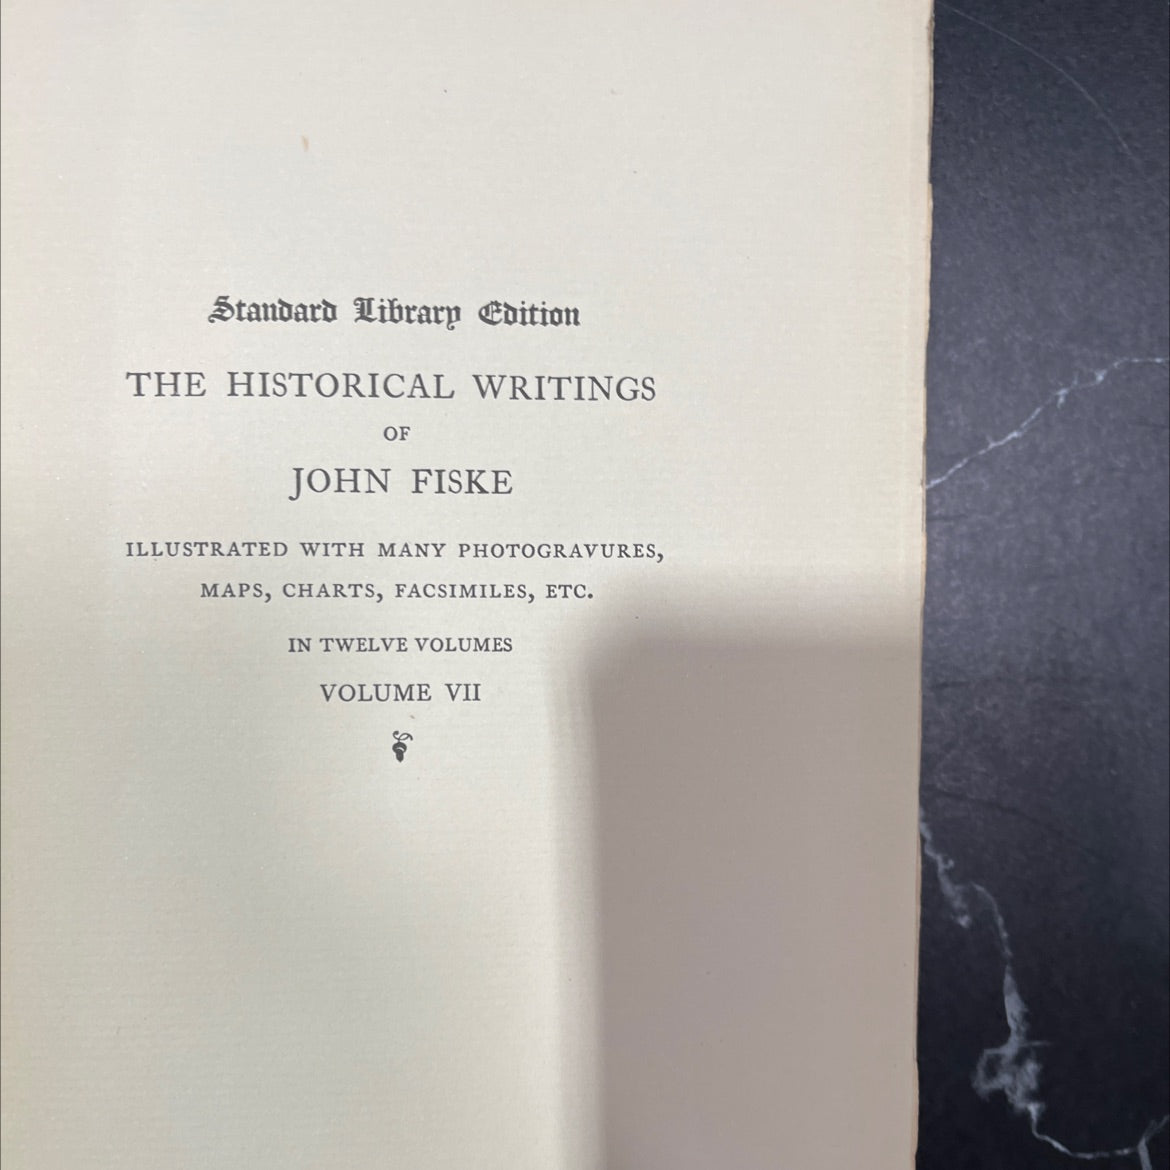 Standard Library Edition
THE HISTORICAL WRITINGS
OF
JOHN FISKE
ILLUSTRATED WITH MANY PHOTOGRAVURES,
MAPS, CHARTS, FACSIMILES, ETC.
IN TWELVE VOLUMES
VOLUME VII